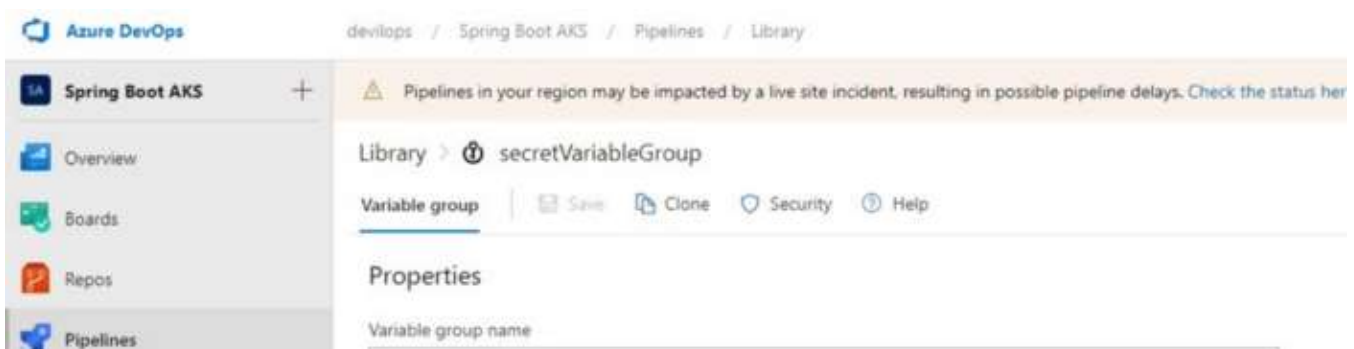 Azure DevOps
devilops / Spring Boot AKS / Pipelines / Library
SA Spring Boot AKS
Pipelines in your region may be impacted by a live site incident, resulting in possible pipeline delays. Check the status her
Overview
Library > secretVariableGroup
Variable group Save Clone Security Help
Boards
Repos
Properties
Pipelines
Variable group name